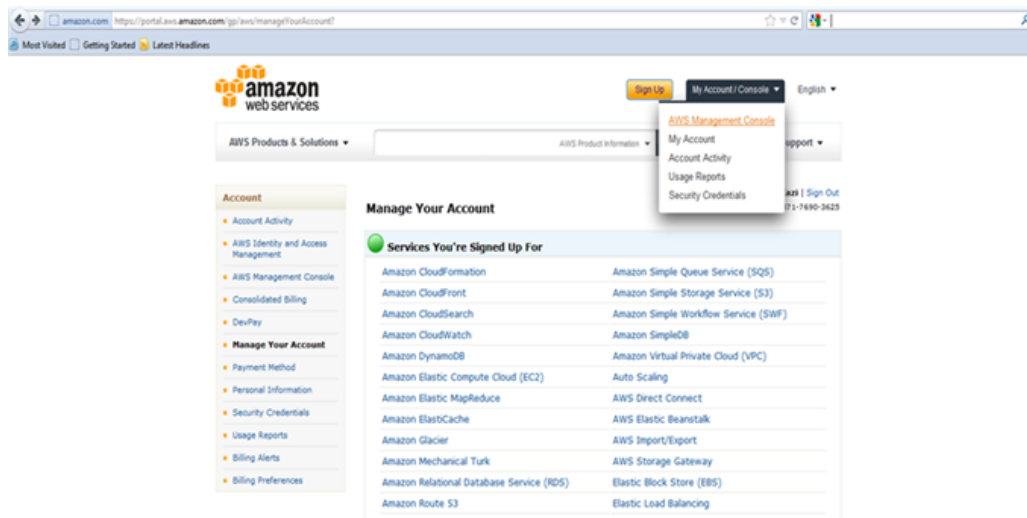 amazon.com https://portal.aws.amazon.com/gp/aws/manageYourAccount?
Most Visited Getting Started Latest Headlines
amazon
web services
Sign Up My Account / Console English
AWS Management Console
My Account
Account Activity
Usage Reports
Security Credentials
AWS Products & Solutions AWS Product Information upport
azi | Sign Out
71-7690-3625
Account
Account Activity
AWS Identity and Access
Management
AWS Management Console
Consolidated Billing
DevPay
Manage Your Account
Payment Method
Personal Information
Security Credentials
Usage Reports
Billing Alerts
Billing Preferences
Manage Your Account
Services You're Signed Up For
Amazon CloudFormation
Amazon CloudFront
Amazon CloudSearch
Amazon CloudWatch
Amazon DynamoDB
Amazon Elastic Compute Cloud (EC2)
Amazon Elastic MapReduce
Amazon ElastiCache
Amazon Glacier
Amazon Mechanical Turk
Amazon Relational Database Service (RDS)
Amazon Route 53
Amazon Simple Queue Service (SQS)
Amazon Simple Storage Service (S3)
Amazon Simple Workflow Service (SWF)
Amazon SimpleDB
Amazon Virtual Private Cloud (VPC)
Auto Scaling
AWS Direct Connect
AWS Elastic Beanstalk
AWS Import/Export
AWS Storage Gateway
Elastic Block Store (EBS)
Elastic Load Balancing